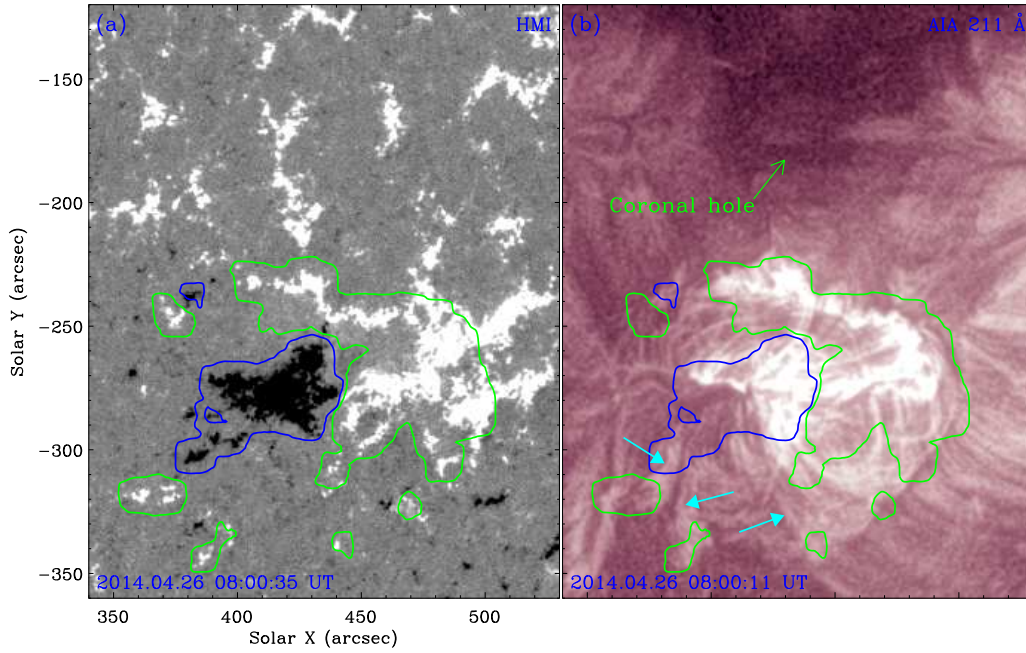 (a)
HMI
(b)
AIA 211 Å
−150
−200
−250
−300
−350
Solar Y (arcsec)
Coronal hole
2014.04.26 08:00:35 UT
2014.04.26 08:00:11 UT
350
400
450
500
Solar X (arcsec)